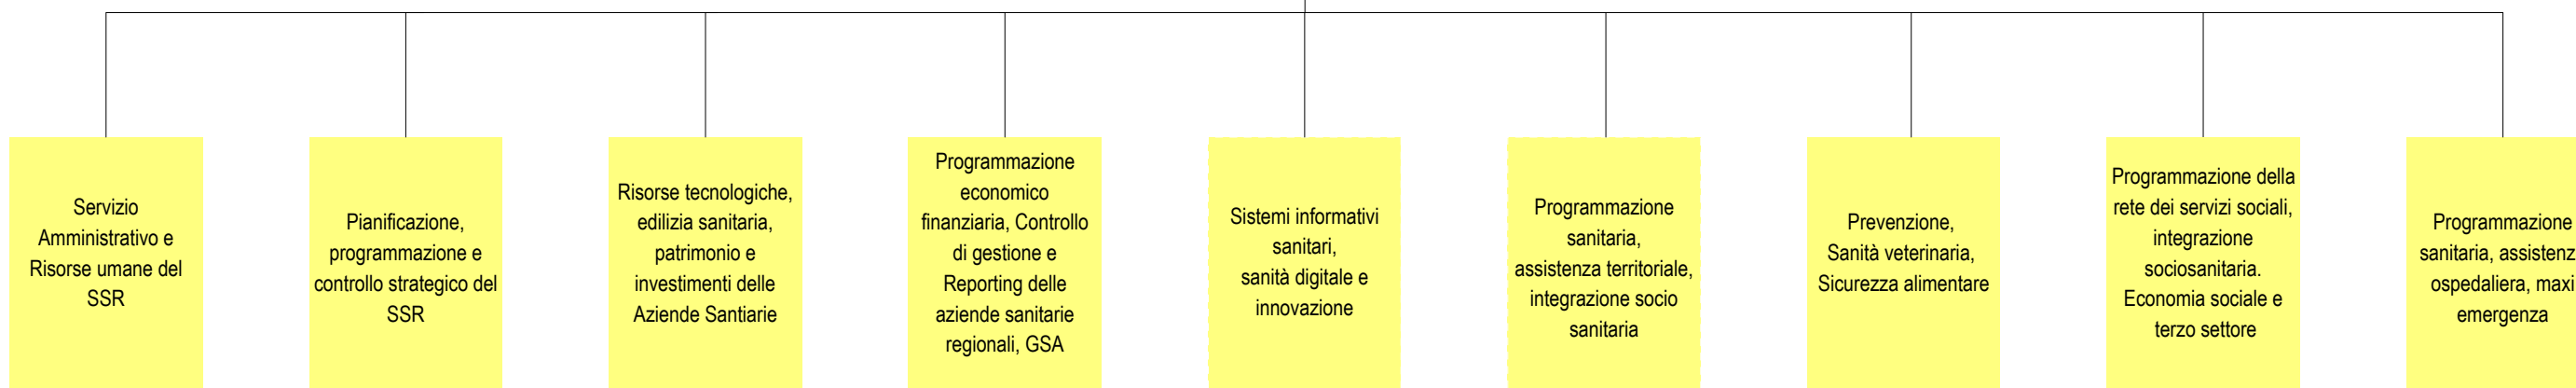 Servizio
Amministrativo e
Risorse umane del
SSR
Pianificazione,
programmazione e
controllo strategico del
SSR
Risorse tecnologiche,
edilizia sanitaria,
patrimonio e
investimenti delle
Aziende Santiarie
Programmazione
economico
finanziaria, Controllo
di gestione e
Reporting delle
aziende sanitarie
regionali, GSA
Sistemi informativi
sanitari,
sanità digitale e
innovazione
Programmazione
sanitaria,
assistenza territoriale,
integrazione socio
sanitaria
Prevenzione,
Sanità veterinaria,
Sicurezza alimentare
Programmazione della
rete dei servizi sociali,
integrazione
sociosanitaria.
Economia sociale e
terzo settore
Programmazione
sanitaria, assistenz
ospedaliera, maxi
emergenza